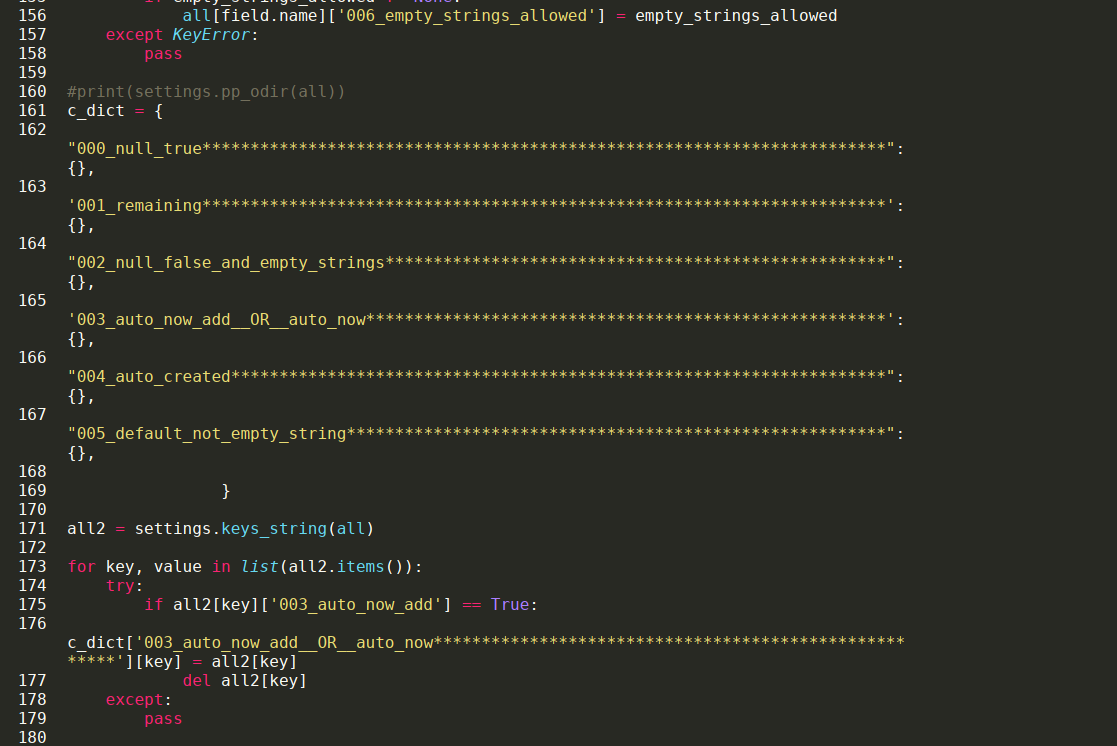 156 all[field.name]['006_empty_strings_allowed'] = empty_strings_allowed
157 except KeyError:
158 pass
159
160 #print(settings.pp_odir(all))
161 c_dict = {
162
"000_null_true***********************************************************************":
{},
163
'001_remaining***********************************************************************':
{},
164
"002_null_false_and_empty_strings****************************************************":
{},
165
'003_auto_now_add__OR__auto_now******************************************************':
{},
166
"004_auto_created********************************************************************":
{},
167
"005_default_not_empty_string********************************************************":
{},
168
169 }
170
171 all2 = settings.keys_string(all)
172
173 for key, value in list(all2.items()):
174 try:
175 if all2[key]['003_auto_now_add'] == True:
176
c_dict['003_auto_now_add__OR__auto_now*************************************************
*****'][key] = all2[key]
177 del all2[key]
178 except:
179 pass
180